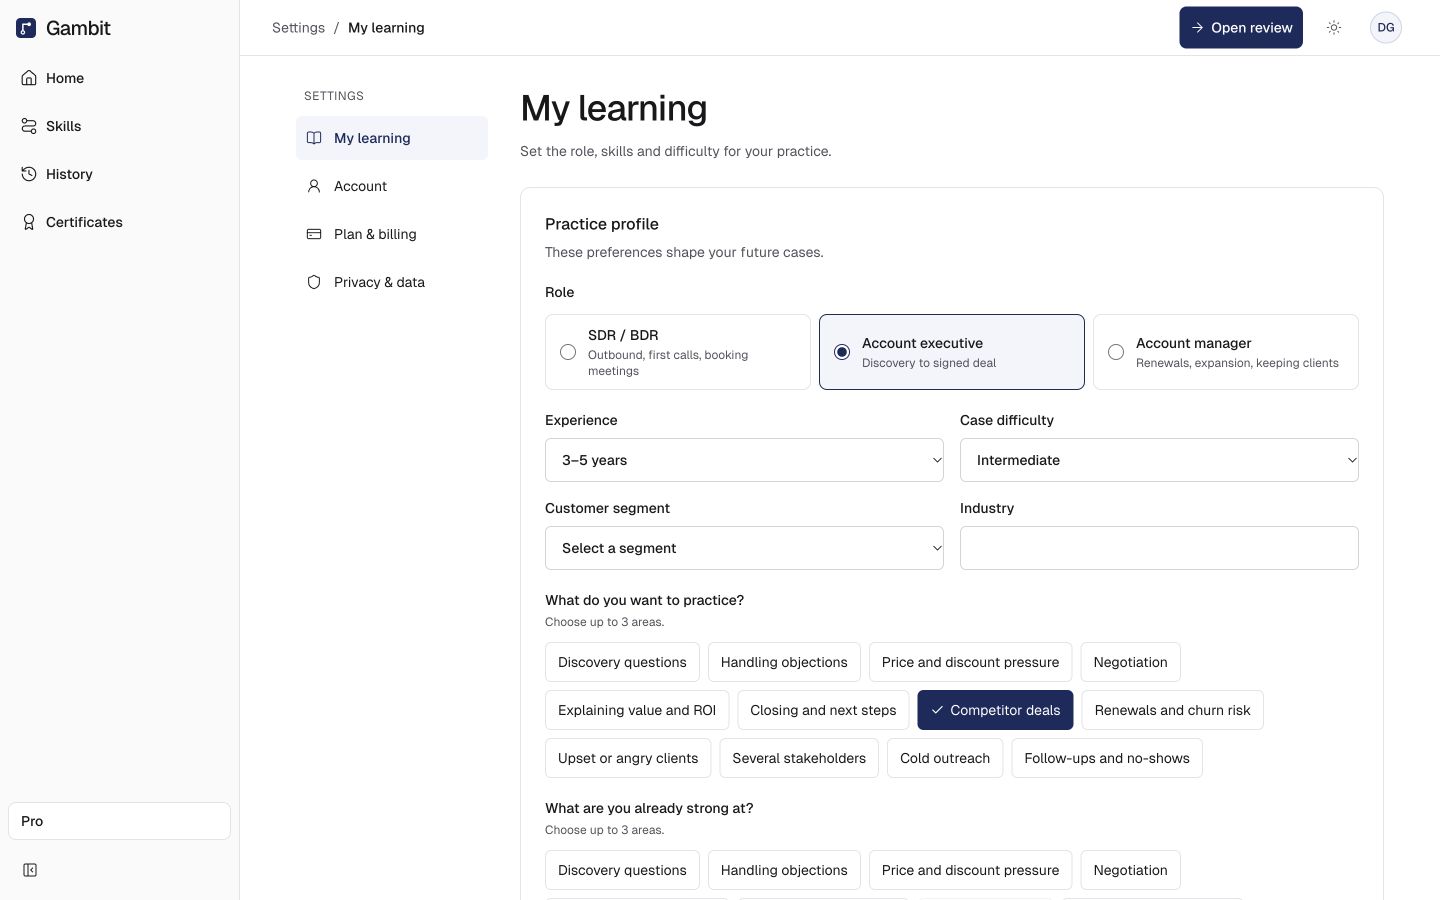 Gambit
Home
Skills
History
Certificates
Pro
Settings / My learning
Open review
DG
SETTINGS
My learning
Account
Plan & billing
Privacy & data
My learning
Set the role, skills and difficulty for your practice.
Practice profile
These preferences shape your future cases.
Role
SDR / BDR
Outbound, first calls, booking
meetings
Account executive
Discovery to signed deal
Account manager
Renewals, expansion, keeping clients
Experience
3–5 years
Case difficulty
Intermediate
Customer segment
Select a segment
Industry
What do you want to practice?
Choose up to 3 areas.
Discovery questions
Handling objections
Price and discount pressure
Negotiation
Explaining value and ROI
Closing and next steps
Competitor deals
Renewals and churn risk
Upset or angry clients
Several stakeholders
Cold outreach
Follow-ups and no-shows
What are you already strong at?
Choose up to 3 areas.
Discovery questions
Handling objections
Price and discount pressure
Negotiation